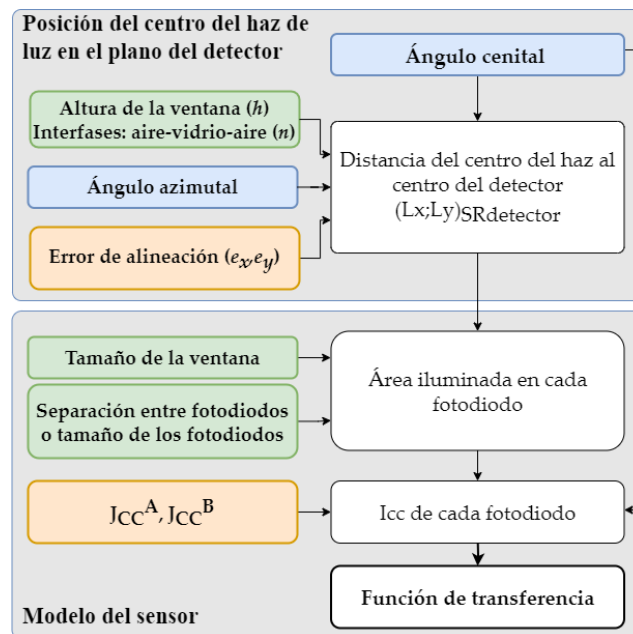 Posición del centro del haz de
luz en el plano del detector
Ángulo cenital
Altura de la ventana (h)
Interfases: aire-vidrio-aire (n)
Ángulo azimutal
Error de alineación (ex,ey)
Distancia del centro del haz al
centro del detector
(Lx;Ly)SRdetector
Tamaño de la ventana
Separación entre fotodiodos
o tamaño de los fotodiodos
Área iluminada en cada
fotodiodo
JCC^A, JCC^B
Icc de cada fotodiodo
Función de transferencia
Modelo del sensor